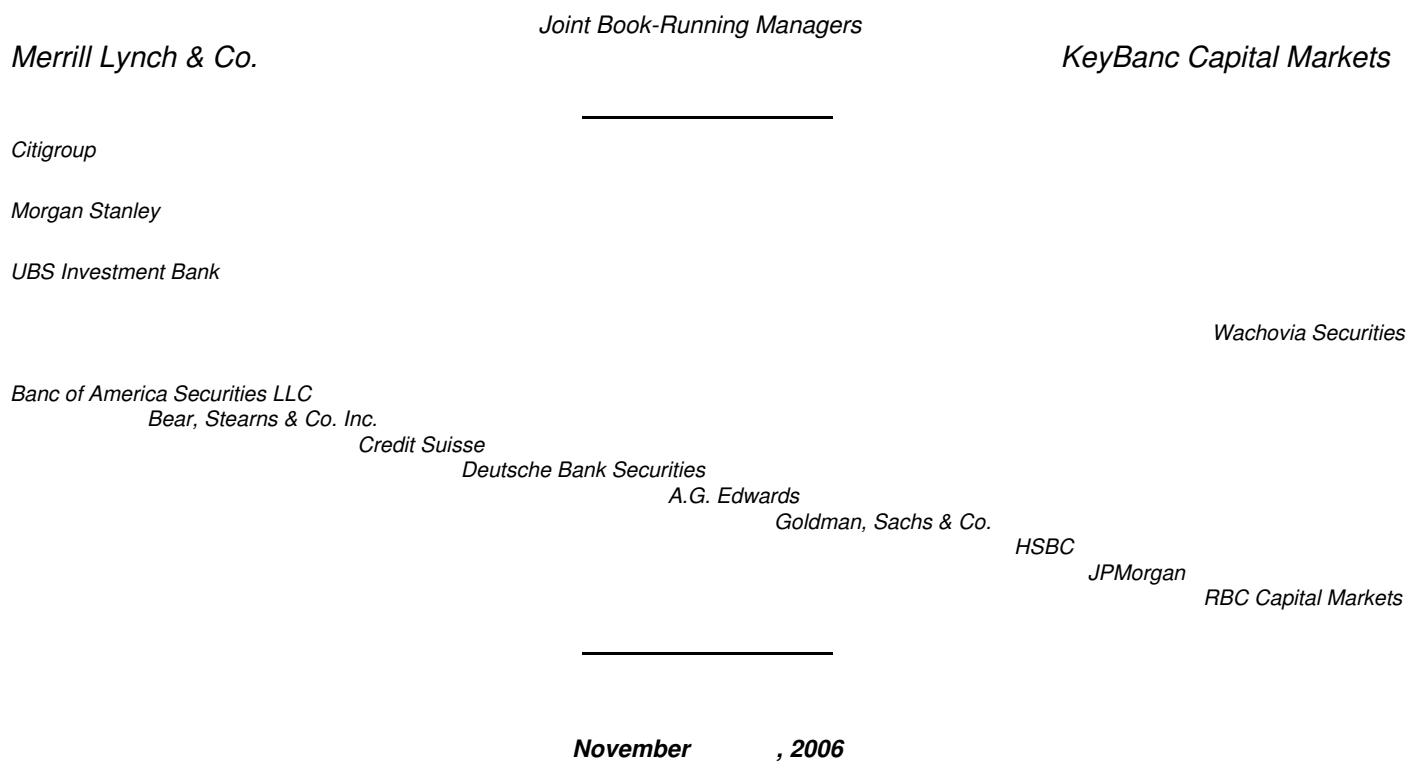 Joint Book-Running Managers
Merrill Lynch & Co. KeyBanc Capital Markets
Citigroup
Morgan Stanley
UBS Investment Bank
Wachovia Securities
Banc of America Securities LLC
Bear, Stearns & Co. Inc.
Credit Suisse
Deutsche Bank Securities
A.G. Edwards
Goldman, Sachs & Co.
HSBC
JPMorgan
RBC Capital Markets
November , 2006